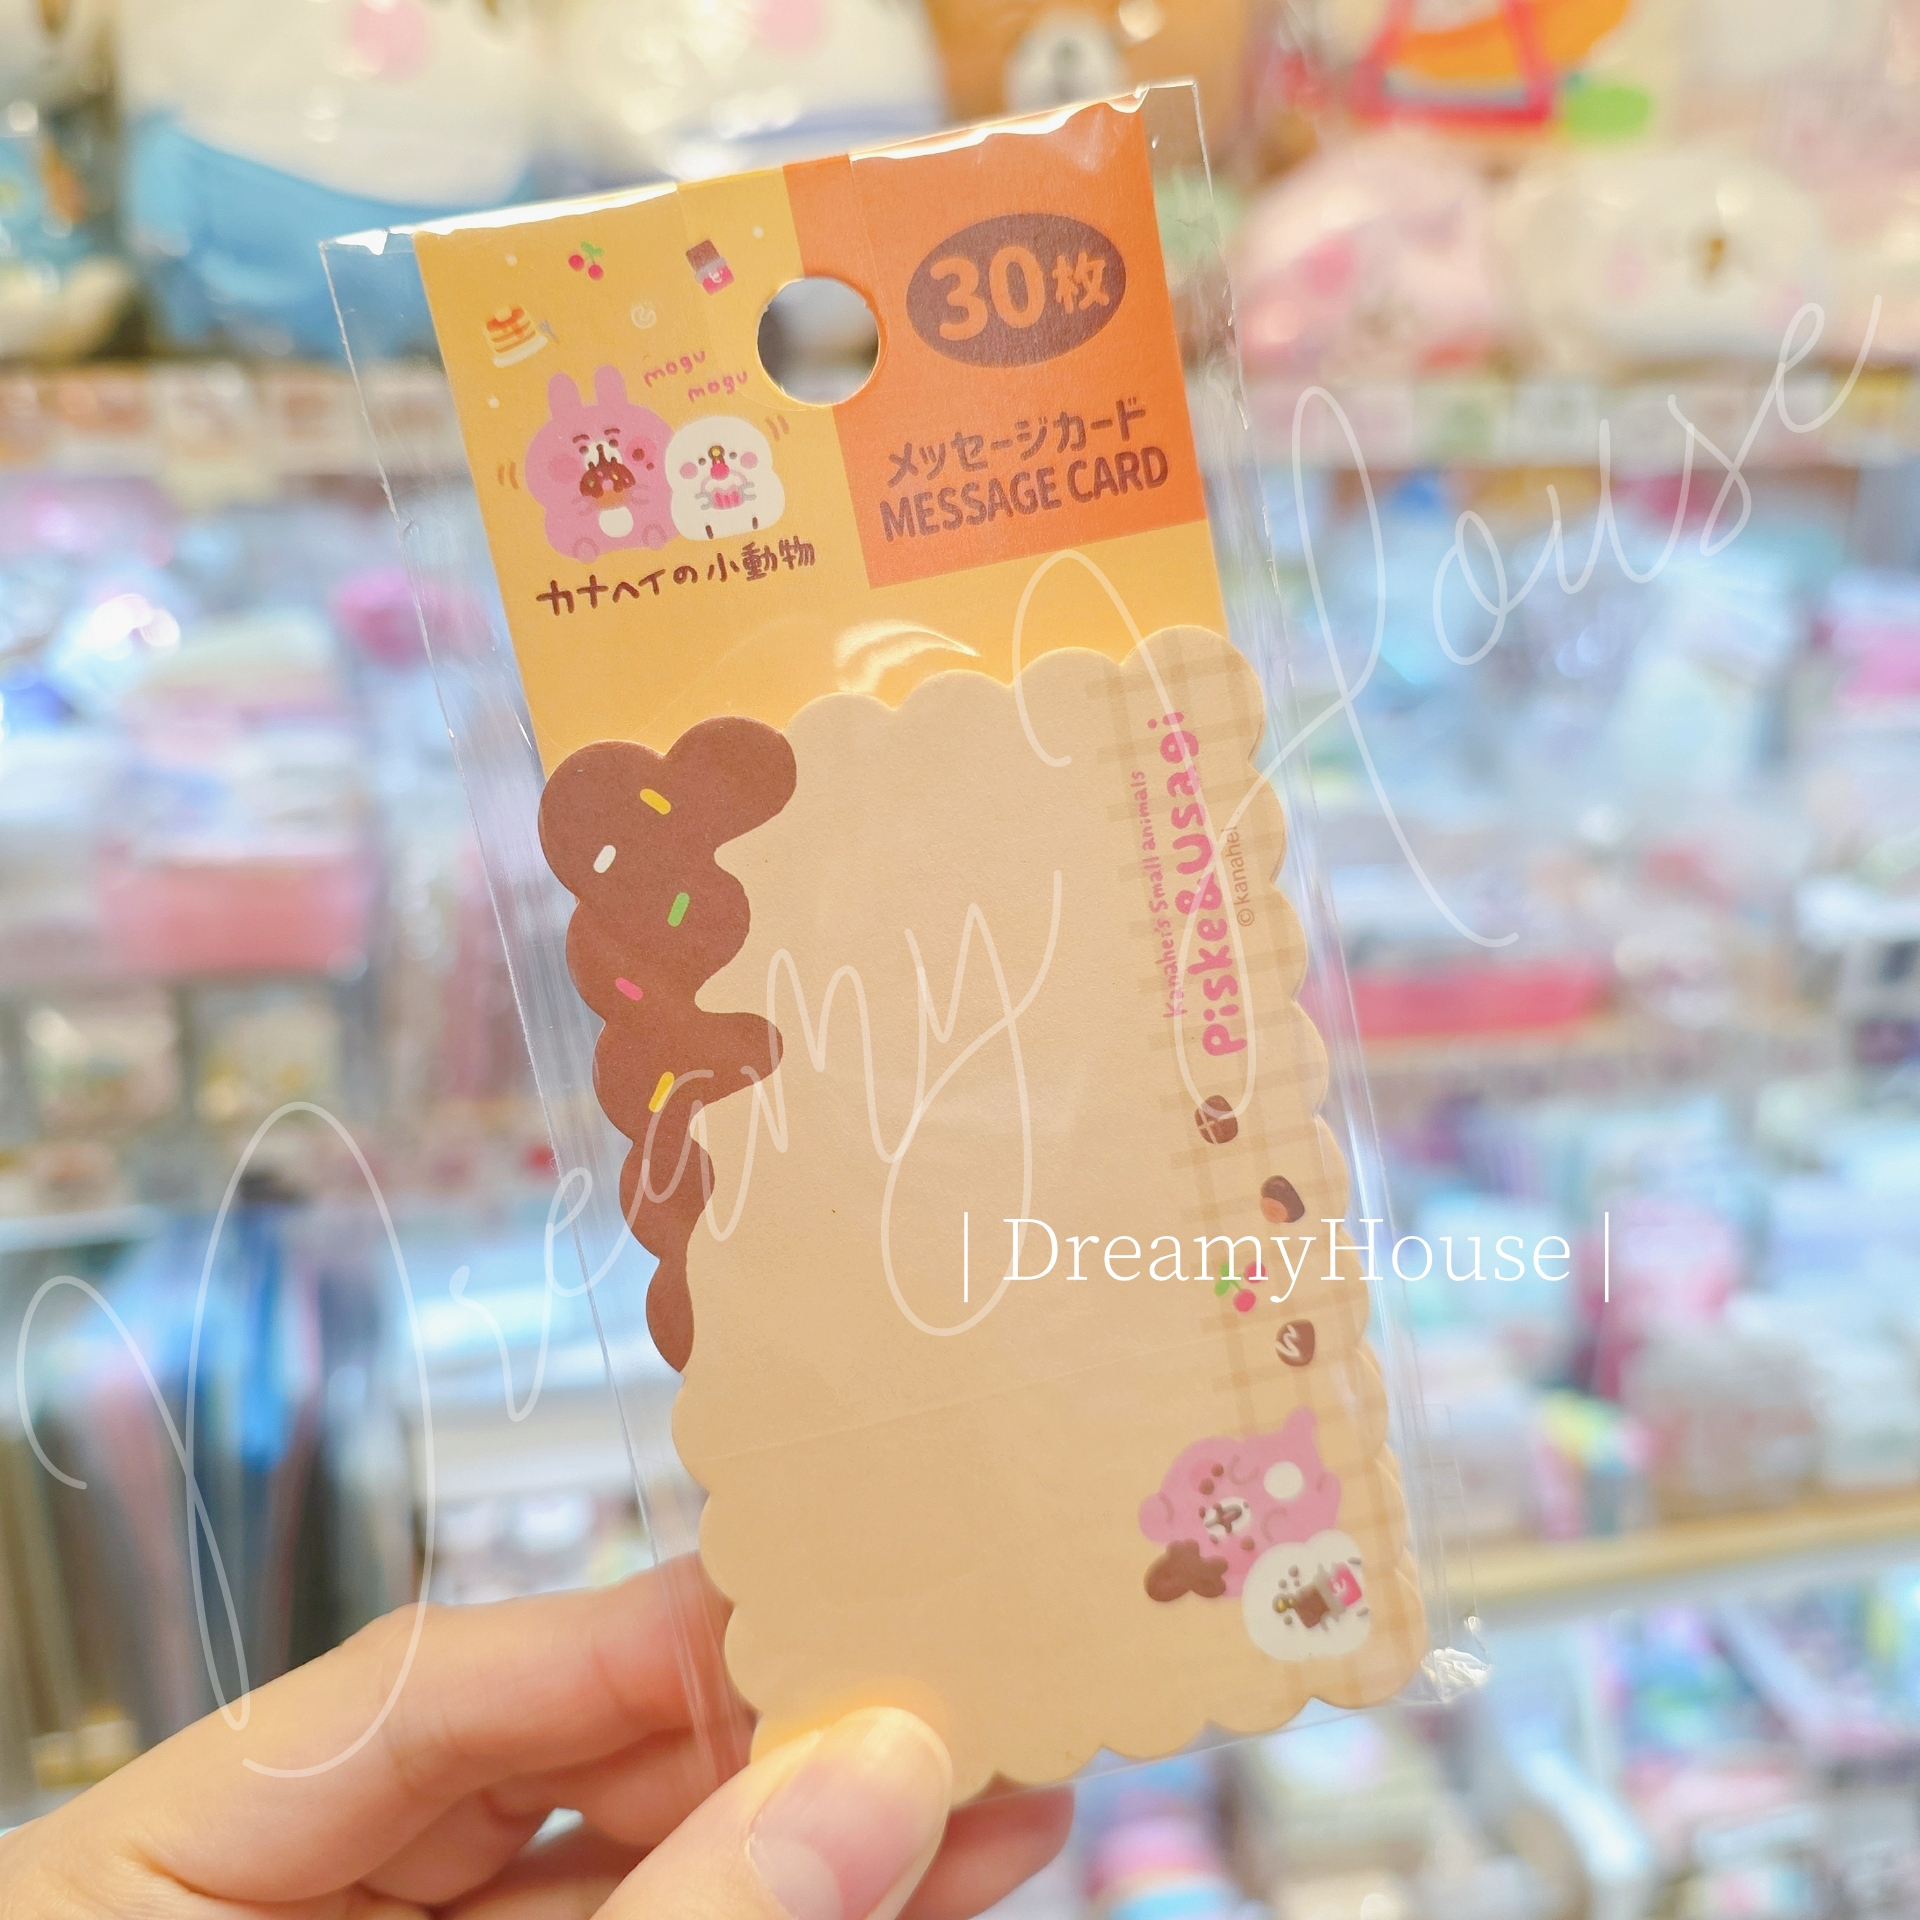 30枚
メッセージカード
MESSAGE CARD
mogu
mogu
カナヘイの小動物
Kanahei's Small animals
Piske&Usagi
©kanahei
Dreamy House
| DreamyHouse |